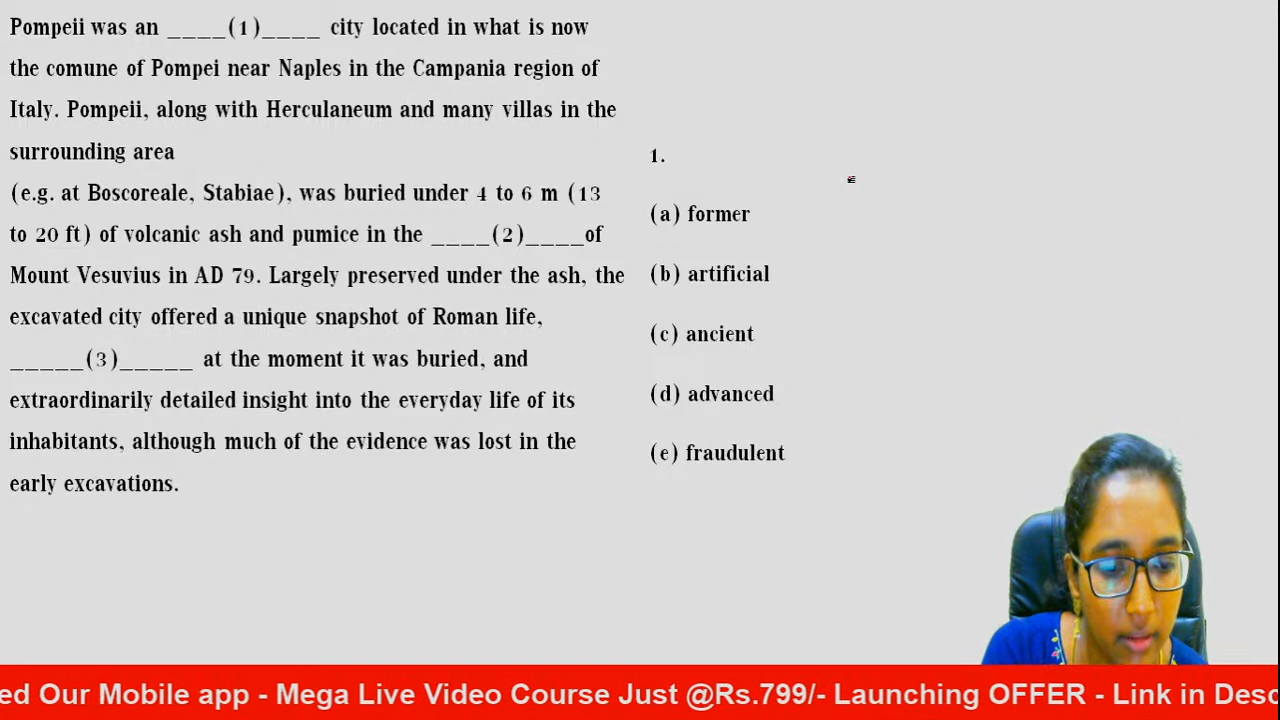 Pompeii was an ____(1)____ city located in what is now
the comune of Pompei near Naples in the Campania region of
Italy. Pompeii, along with Herculaneum and many villas in the
surrounding area
(e.g. at Boscoreale, Stabiae), was buried under 4 to 6 m (13
to 20 ft) of volcanic ash and pumice in the ____(2)____of
Mount Vesuvius in AD 79. Largely preserved under the ash, the
excavated city offered a unique snapshot of Roman life,
_____(3)_____ at the moment it was buried, and
extraordinarily detailed insight into the everyday life of its
inhabitants, although much of the evidence was lost in the
early excavations.
1.
(a) former
(b) artificial
(c) ancient
(d) advanced
(e) fraudulent
ed Our Mobile app - Mega Live Video Course Just @Rs.799/- Launching OFFER - Link in Desc